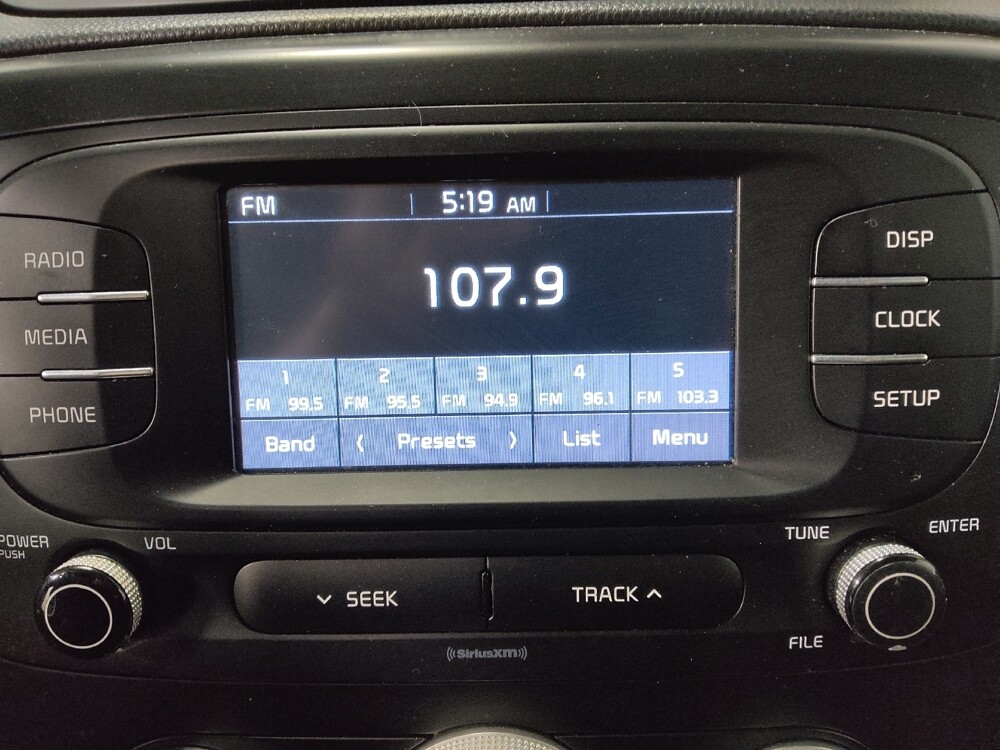 FM 5:19 AM
107.9
1 2 3 4 5
FM 99.5 FM 95.5 FM 94.9 FM 96.1 FM 103.3
Band < Presets > List Menu
RADIO
MEDIA
PHONE
DISP
CLOCK
SETUP
POWER
PUSH
VOL
SEEK
TRACK
TUNE
ENTER
FILE
SiriusXM